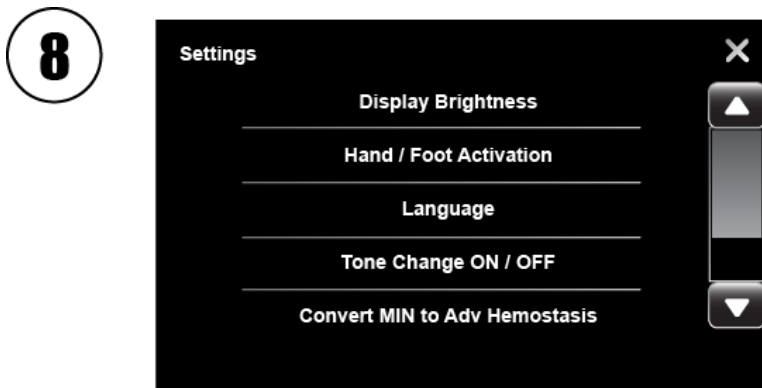 8
Settings
Display Brightness
Hand / Foot Activation
Language
Tone Change ON / OFF
Convert MIN to Adv Hemostasis